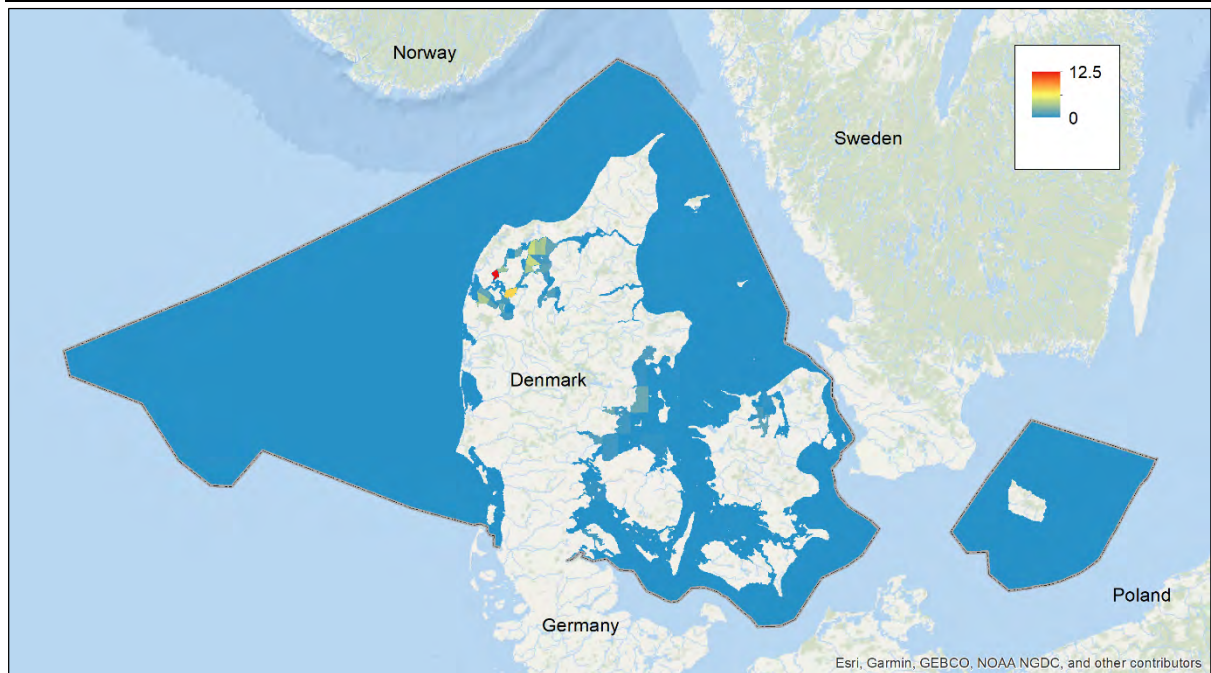 Norway
12.5
0
Sweden
Denmark
Poland
Germany
Esri, Garmin, GEBCO, NOAA NGDC, and other contributors